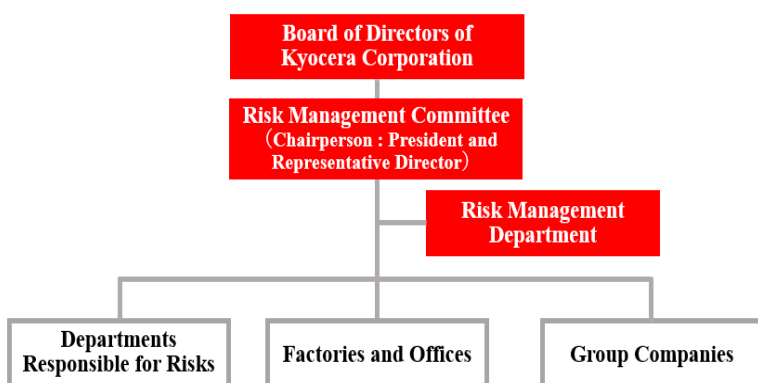 Board of Directors of
Kyocera Corporation
Risk Management Committee
（Chairperson : President and
Representative Director）
Risk Management
Department
Departments
Responsible for Risks
Factories and Offices
Group Companies